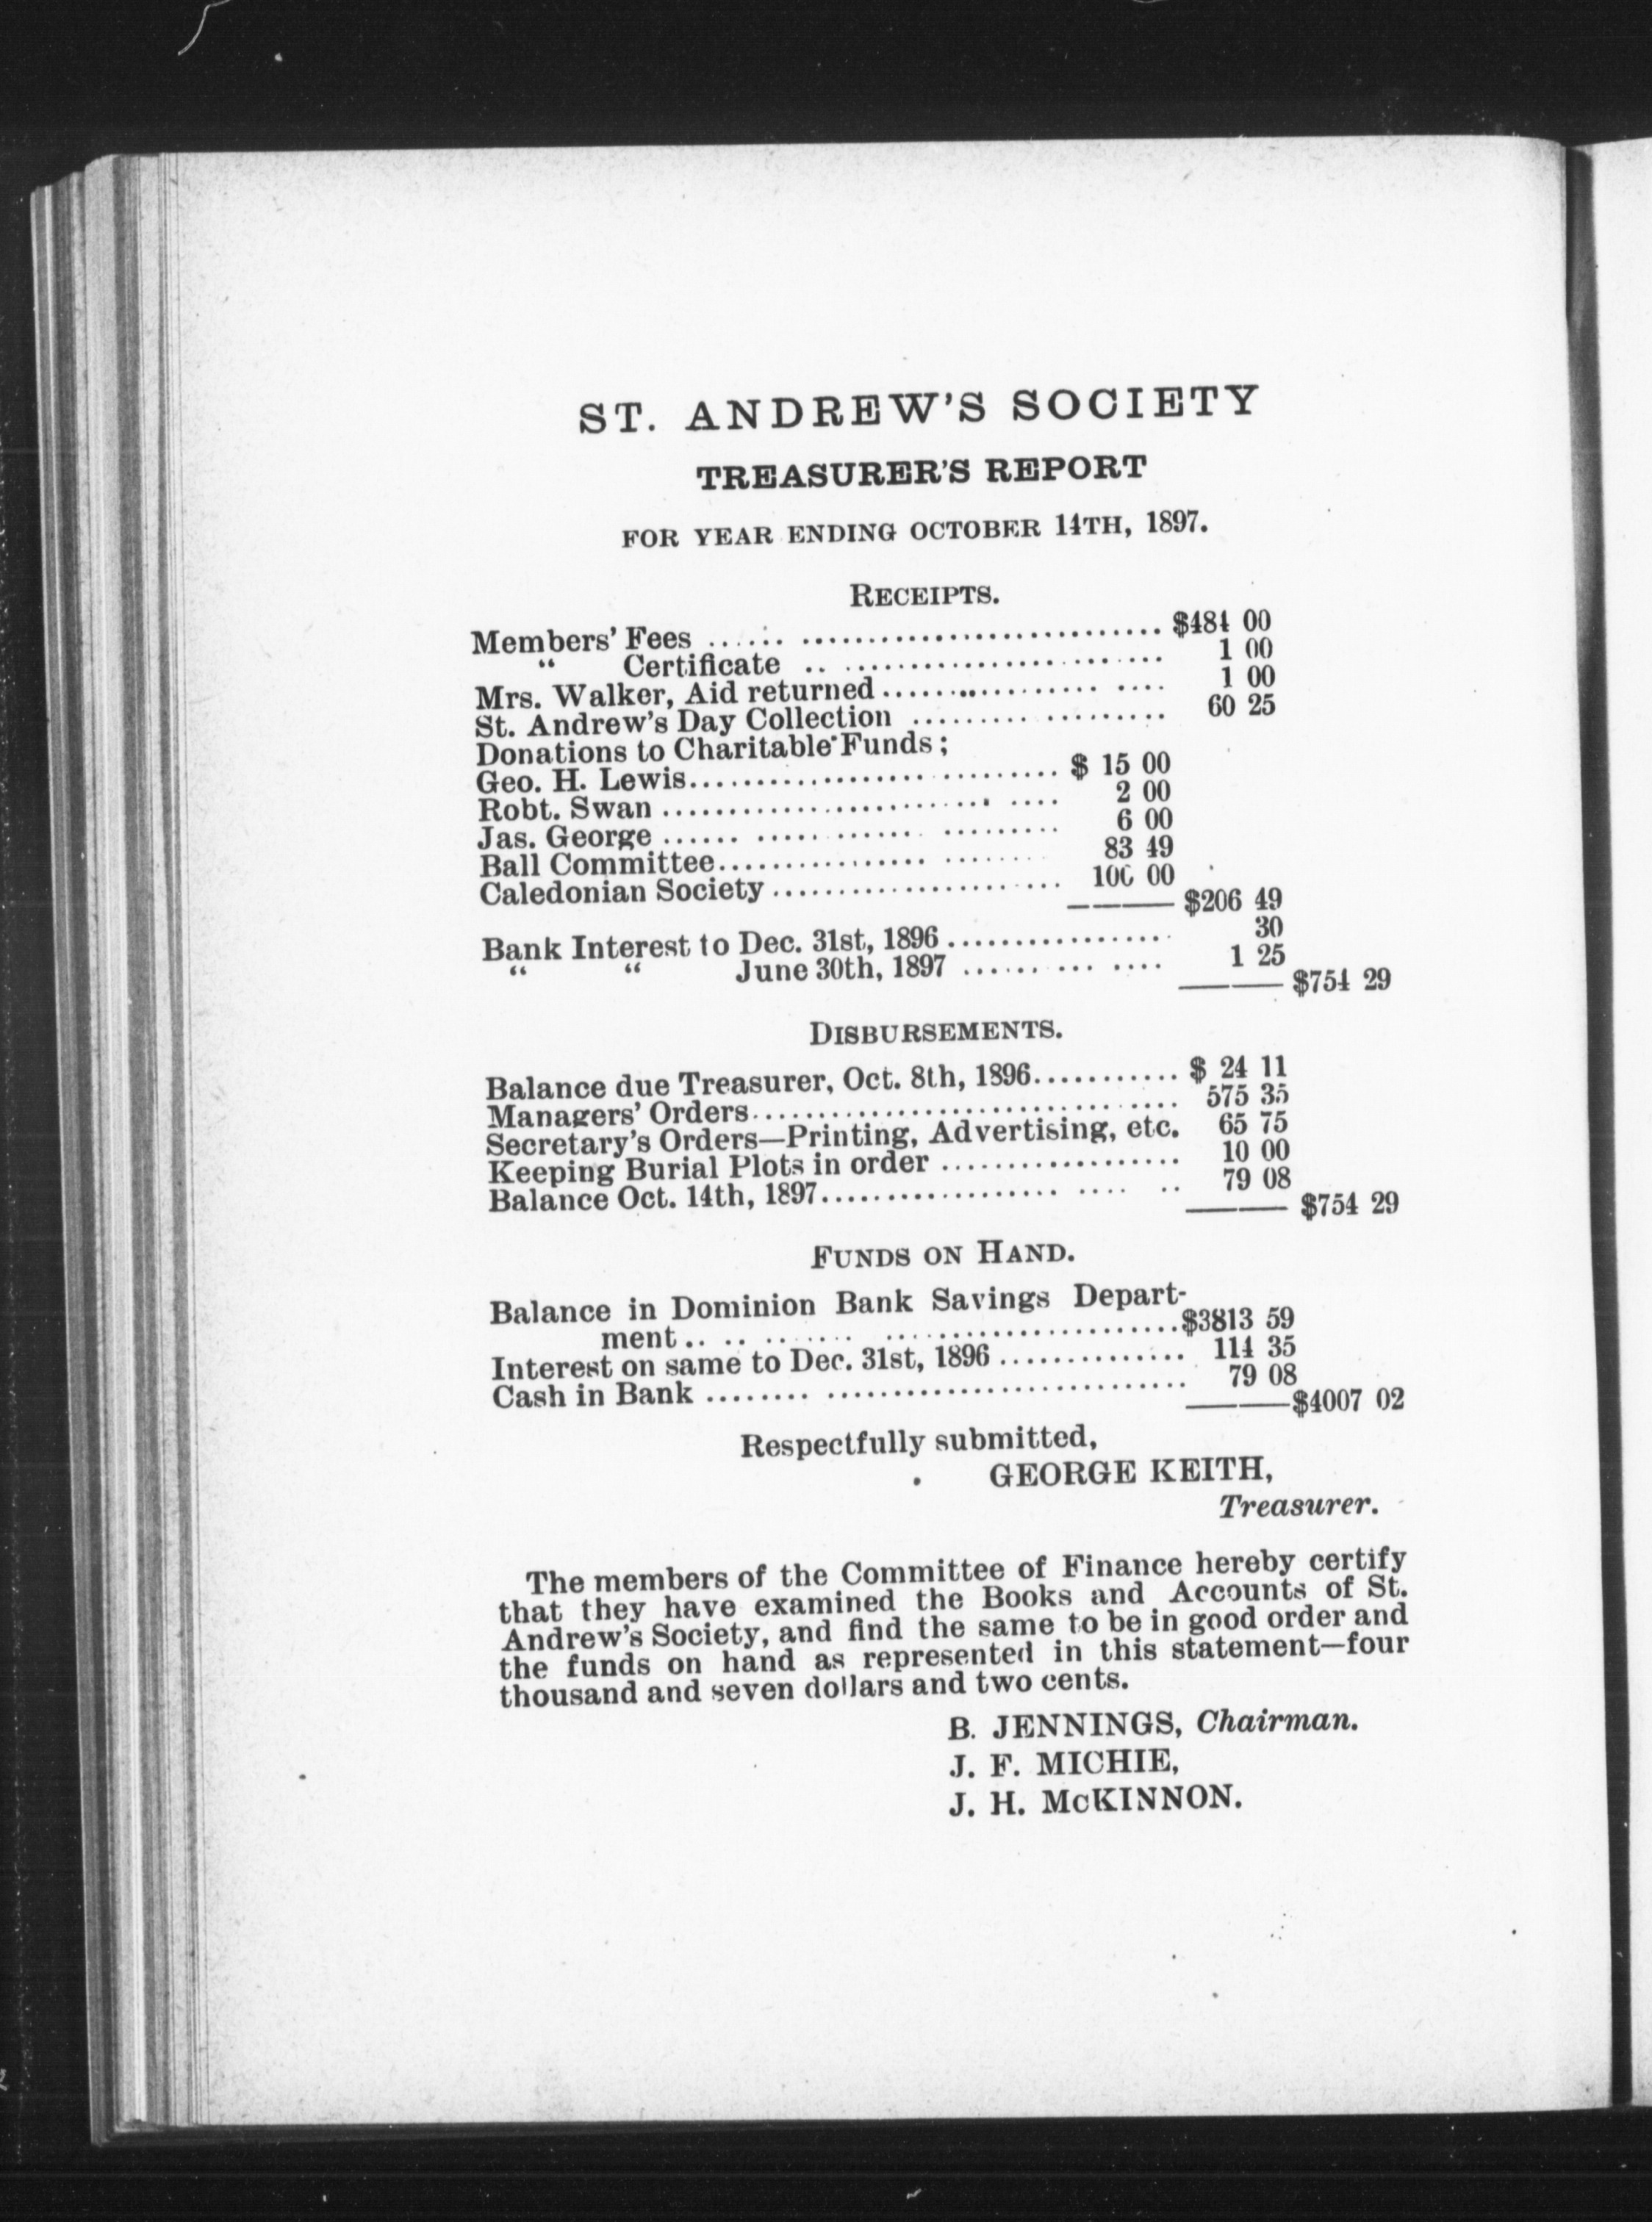 ST. ANDREW'S SOCIETY
TREASURER'S REPORT
FOR YEAR ENDING OCTOBER 14TH, 1897.
RECEIPTS.
Members' Fees ........ $484 00
“ Certificate ........ 1 00
Mrs. Walker, Aid returned ........ 1 00
St. Andrew's Day Collection ........ 60 25
Donations to Charitable Funds;
Geo. H. Lewis ........ $ 15 00
Robt. Swan ........ 2 00
Jas. George ........ 6 00
Ball Committee ........ 83 49
Caledonian Society ........ 100 00
——— $206 49
Bank Interest to Dec. 31st, 1896 ........ 30
“ “ June 30th, 1897 ........ 1 25
——— $754 29
DISBURSEMENTS.
Balance due Treasurer, Oct. 8th, 1896 ........ $ 24 11
Managers' Orders ........ 575 35
Secretary's Orders—Printing, Advertising, etc. 65 75
Keeping Burial Plots in order ........ 10 00
Balance Oct. 14th, 1897 ........ 79 08
——— $754 29
FUNDS ON HAND.
Balance in Dominion Bank Savings Depart-
ment ........ $3813 59
Interest on same to Dec. 31st, 1896 ........ 114 35
Cash in Bank ........ 79 08
——— $4007 02
Respectfully submitted,
GEORGE KEITH,
Treasurer.
The members of the Committee of Finance hereby certify
that they have examined the Books and Accounts of St.
Andrew's Society, and find the same to be in good order and
the funds on hand as represented in this statement—four
thousand and seven dollars and two cents.
B. JENNINGS, Chairman.
J. F. MICHIE,
J. H. McKINNON.